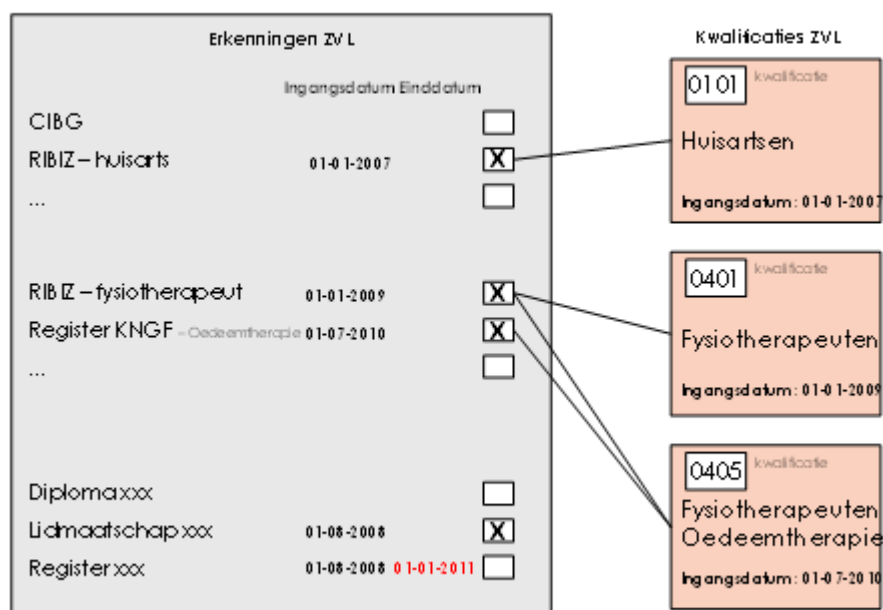 Erkenningen ZVL
Ingangsdatum Einddatum
CIBG
RIBIZ – huisarts 01-01-2007 X
...
RIBIZ – fysiotherapeut 01-01-2009 X
Register KNGF – Oedeemtherapie 01-07-2010 X
...
Diploma xxx
Lidmaatschap xxx 01-08-2008 X
Register xxx 01-08-2008 01-01-2011
Kwalificaties ZVL
0101 kwalificatie
Huisartsen
Ingangsdatum: 01-01-2007
0401 kwalificatie
Fysiotherapeuten
Ingangsdatum: 01-01-2009
0405 kwalificatie
Fysiotherapeuten
Oedeemtherapie
Ingangsdatum: 01-07-2010